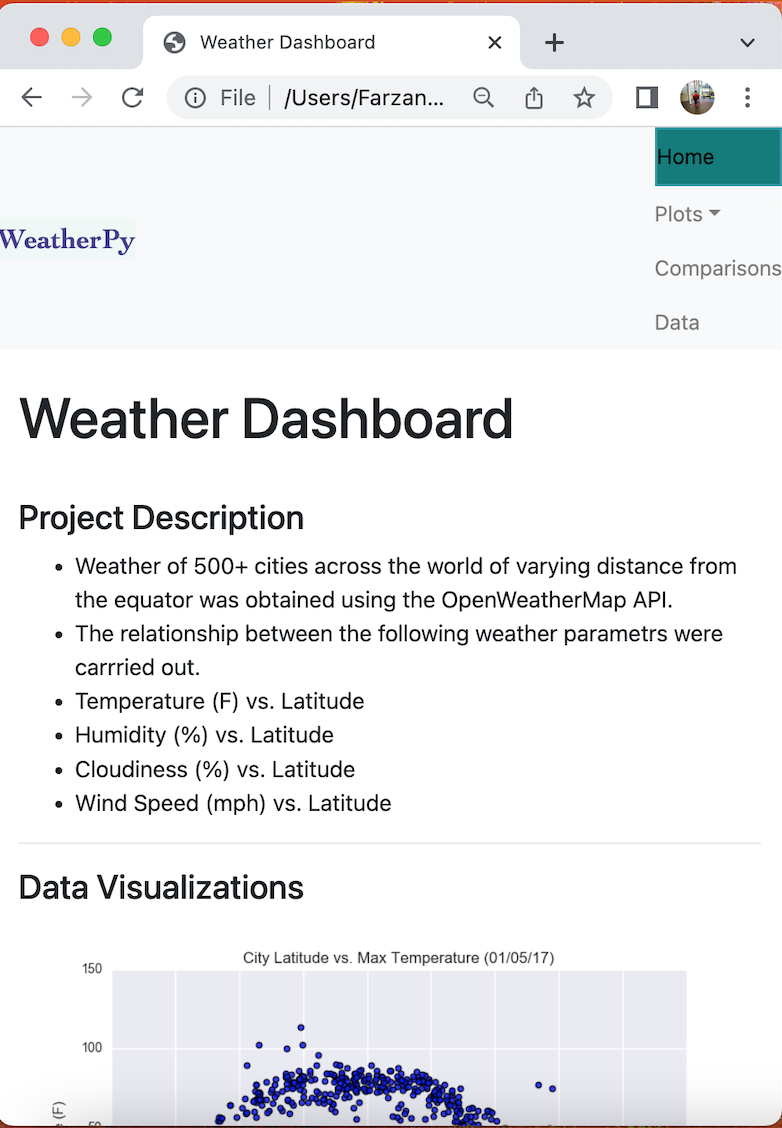 Weather Dashboard
File /Users/Farzan...
Home
Plots
WeatherPy
Comparisons
Data
Weather Dashboard
Project Description
Weather of 500+ cities across the world of varying distance from
the equator was obtained using the OpenWeatherMap API.
The relationship between the following weather parametrs were
carrried out.
Temperature (F) vs. Latitude
Humidity (%) vs. Latitude
Cloudiness (%) vs. Latitude
Wind Speed (mph) vs. Latitude
Data Visualizations
City Latitude vs. Max Temperature (01/05/17)
150
100
(F)